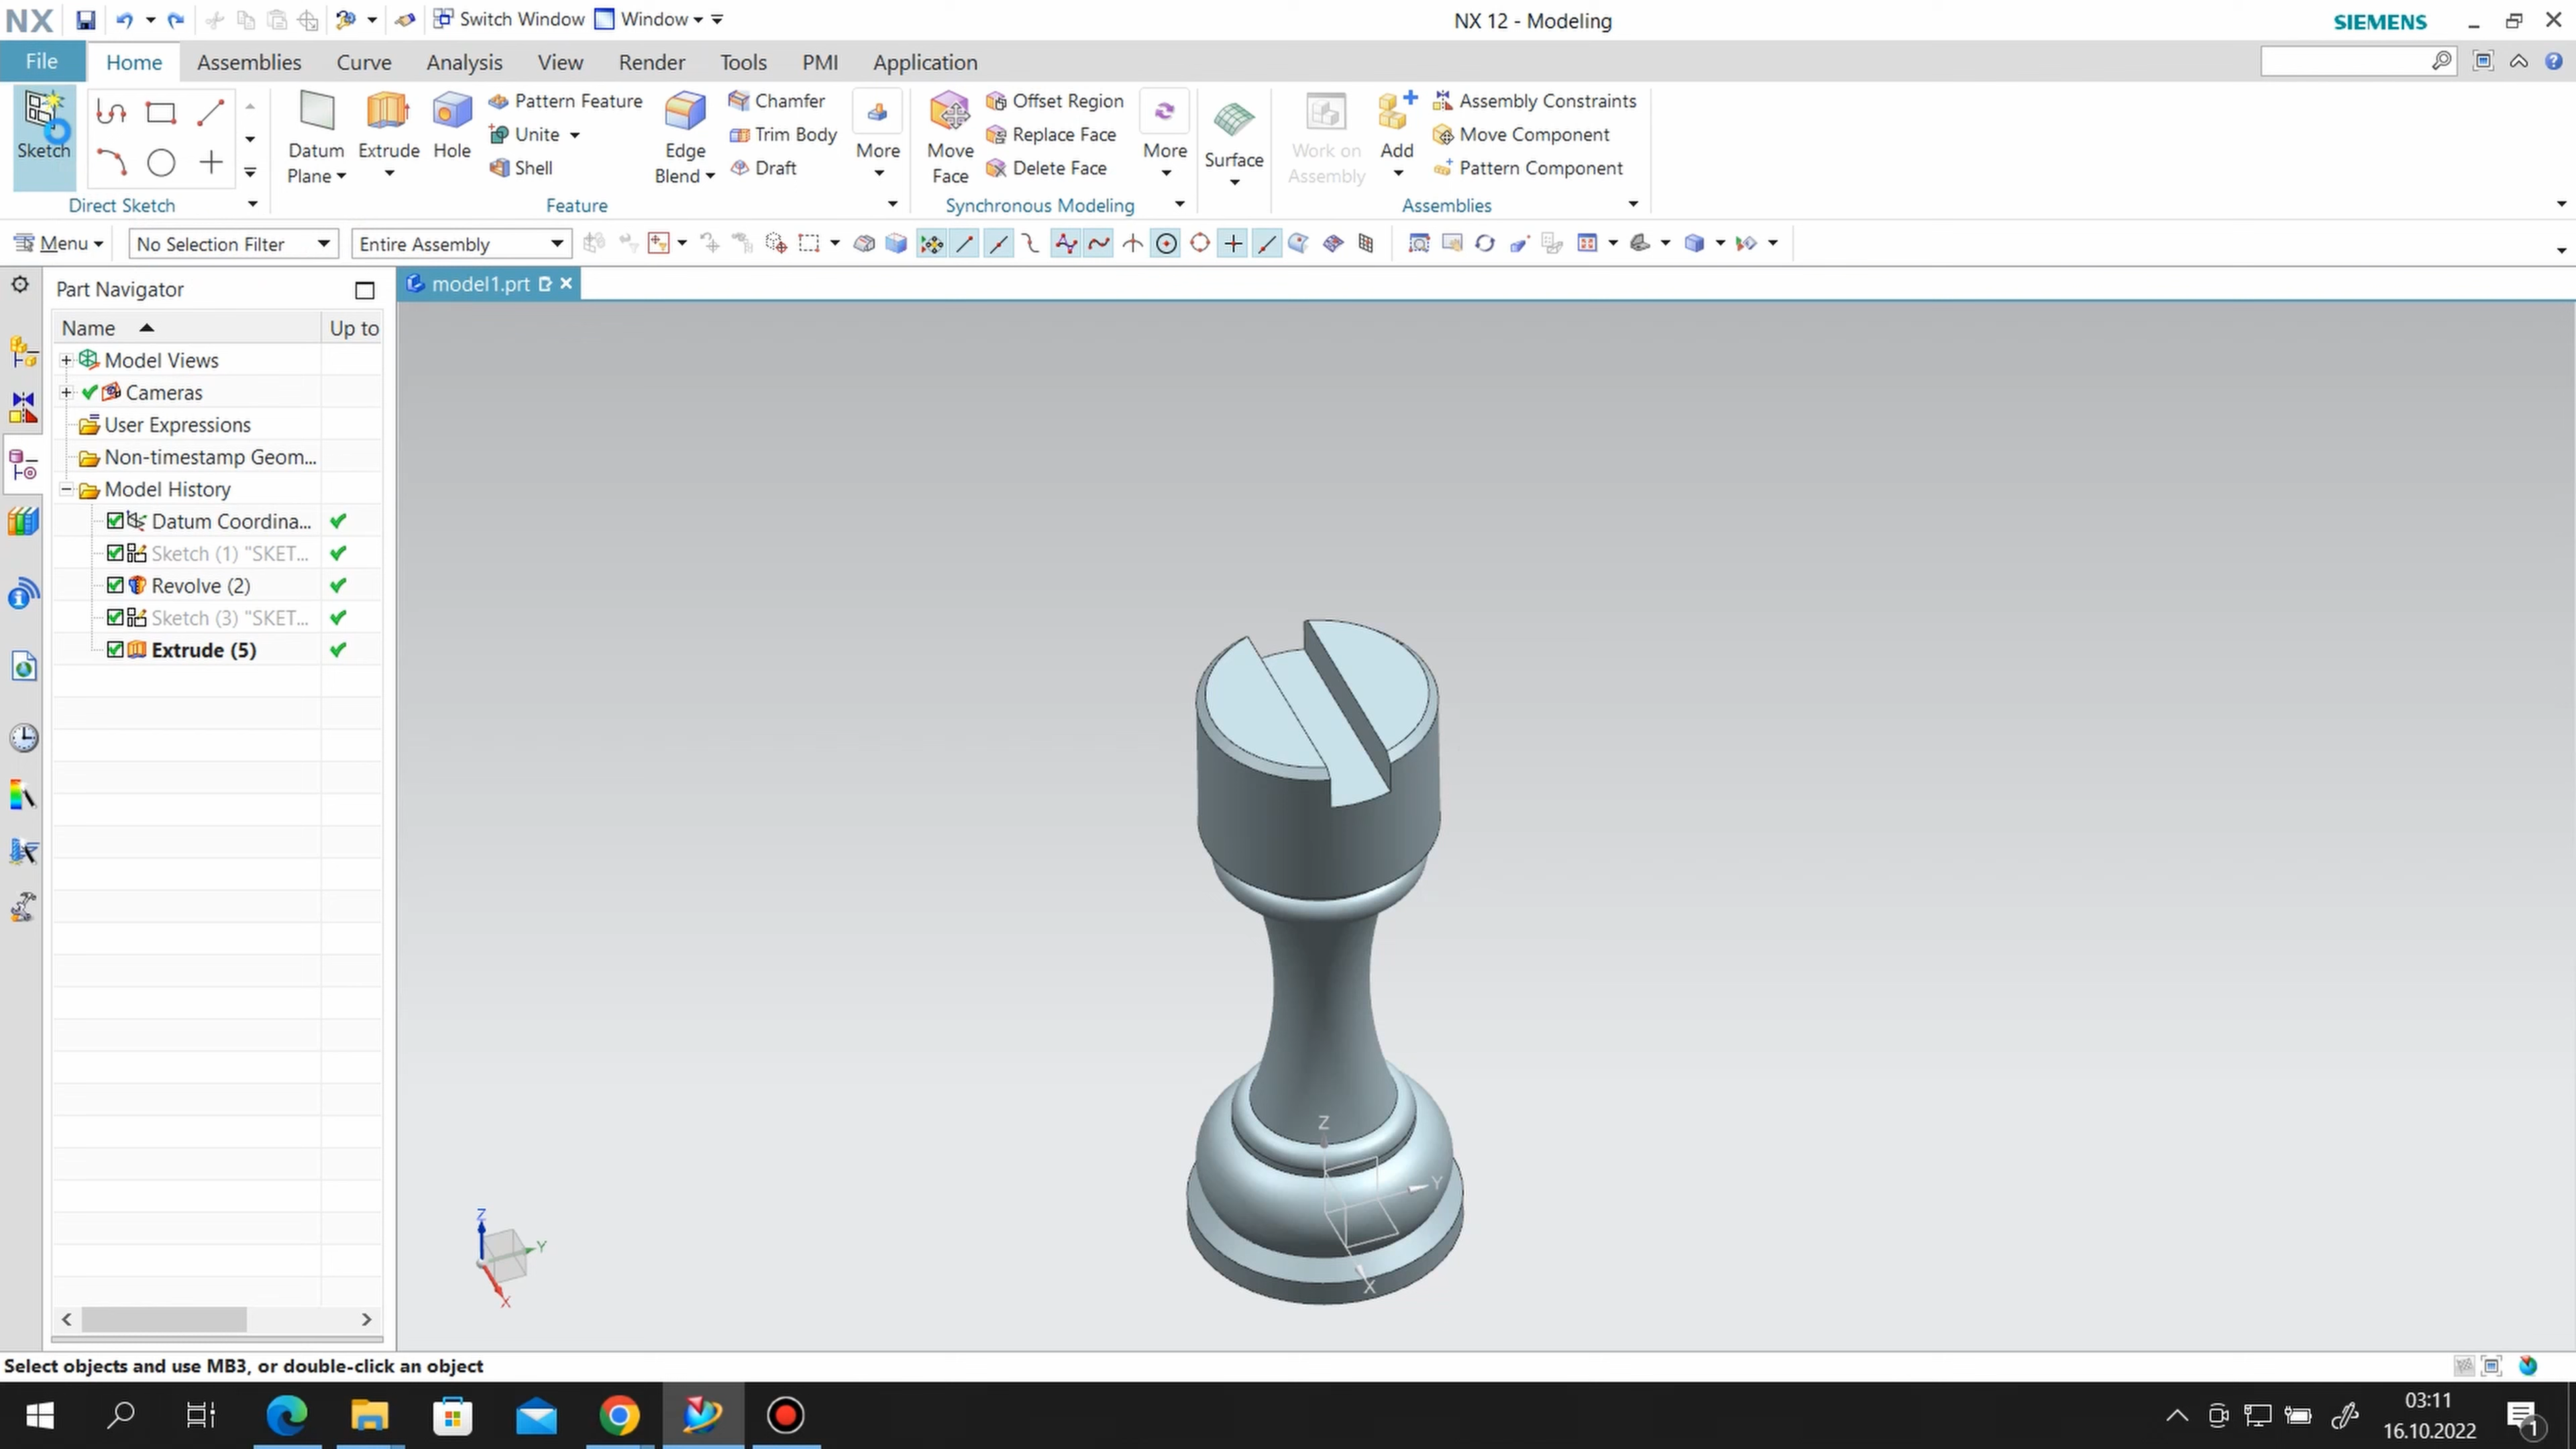 NX Switch Window Window NX 12 - Modeling SIEMENS
File Home Assemblies Curve Analysis View Render Tools PMI Application
Sketch
Direct Sketch
Datum Plane
Extrude
Hole
Pattern Feature
Unite
Shell
Edge Blend
Chamfer
Trim Body
Draft
More
Feature
Move Face
Offset Region
Replace Face
Delete Face
More
Synchronous Modeling
Surface
Work on Assembly
Add
Assembly Constraints
Move Component
Pattern Component
Assemblies
Menu No Selection Filter Entire Assembly
Part Navigator
model1.prt
Name Up to
Model Views
Cameras
User Expressions
Non-timestamp Geom...
Model History
Datum Coordina...
Sketch (1) "SKET...
Revolve (2)
Sketch (3) "SKET...
Extrude (5)
Z
Y
X
Z
Y
X
Select objects and use MB3, or double-click an object
03:11
16.10.2022
1